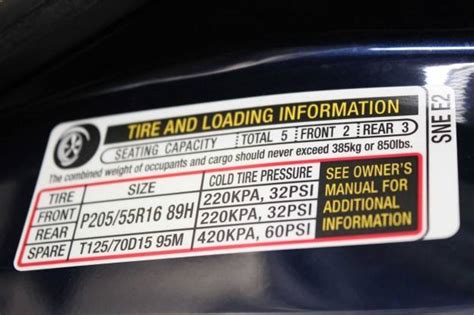 TIRE AND LOADING INFORMATION
SEATING CAPACITY TOTAL 5 FRONT 2 REAR 3
The combined weight of occupants and cargo should never exceed 385kg or 850lbs.
TIRE SIZE COLD TIRE PRESSURE
FRONT P205/55R16 89H 220KPA, 32PSI
REAR 220KPA, 32PSI
SPARE T125/70D15 95M 420KPA, 60PSI
SEE OWNER'S
MANUAL FOR
ADDITIONAL
INFORMATION
SNE E2